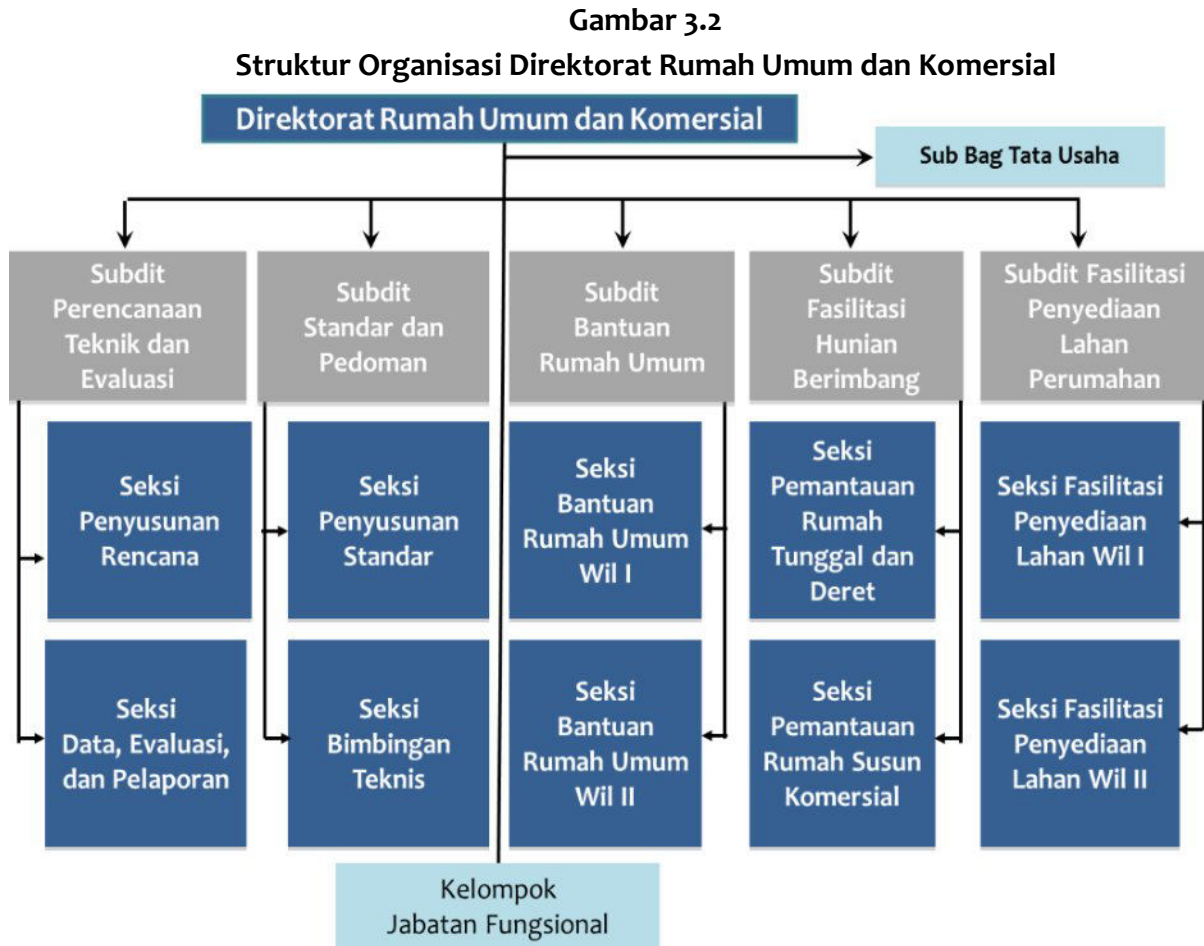 Gambar 3.2
Struktur Organisasi Direktorat Rumah Umum dan Komersial
Direktorat Rumah Umum dan Komersial
Sub Bag Tata Usaha
Subdit
Perencanaan
Teknik dan
Evaluasi
Subdit
Standar dan
Pedoman
Subdit
Bantuan
Rumah Umum
Subdit
Fasilitasi
Hunian
Berimbang
Subdit Fasilitasi
Penyediaan
Lahan
Perumahan
Seksi
Penyusunan
Rencana
Seksi
Penyusunan
Standar
Seksi
Bantuan
Rumah Umum
Wil I
Seksi
Pemantauan
Rumah
Tunggal dan
Deret
Seksi Fasilitasi
Penyediaan
Lahan Wil I
Seksi
Data, Evaluasi,
dan Pelaporan
Seksi
Bimbingan
Teknis
Seksi
Bantuan
Rumah Umum
Wil II
Seksi
Pemantauan
Rumah Susun
Komersial
Seksi Fasilitasi
Penyediaan
Lahan Wil II
Kelompok
Jabatan Fungsional